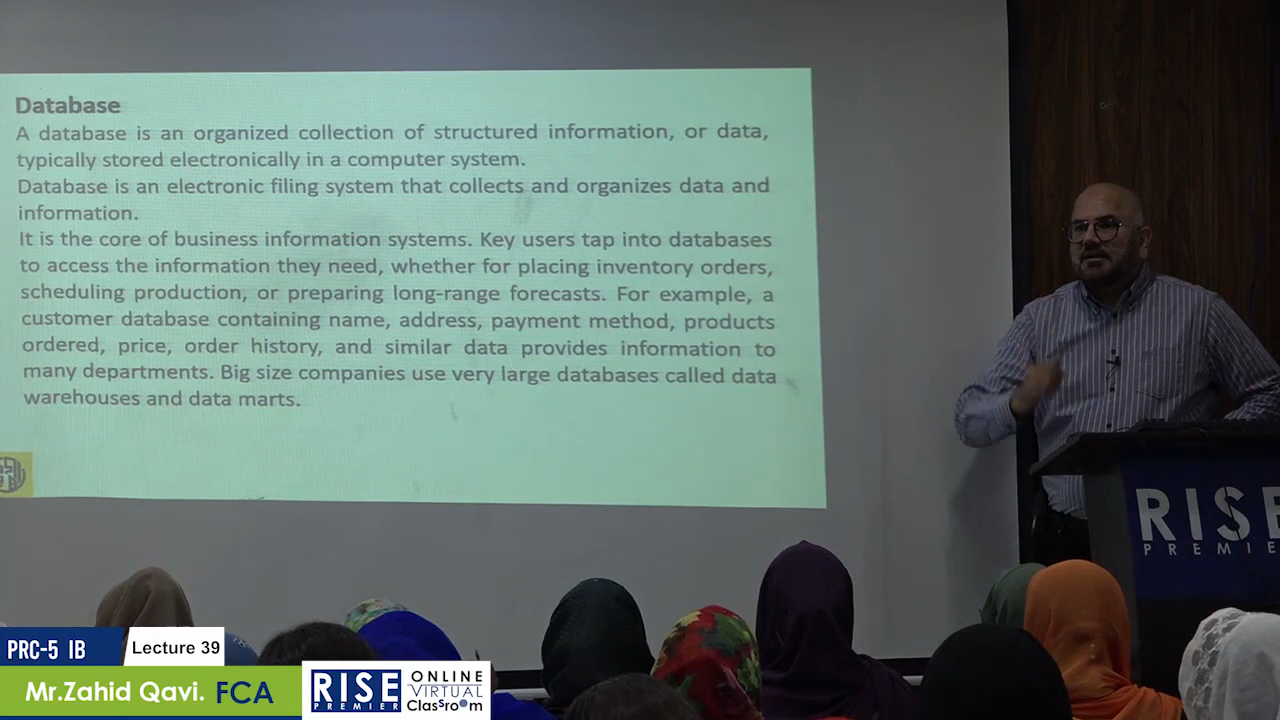 Database
A database is an organized collection of structured information, or data,
typically stored electronically in a computer system.
Database is an electronic filing system that collects and organizes data and
information.
It is the core of business information systems. Key users tap into databases
to access the information they need, whether for placing inventory orders,
scheduling production, or preparing long-range forecasts. For example, a
customer database containing name, address, payment method, products
ordered, price, order history, and similar data provides information to
many departments. Big size companies use very large databases called data
warehouses and data marts.
RISE
PREMIE
PRC-5 IB
Lecture 39
Mr.Zahid Qavi. FCA
RISE
PREMIER
ONLINE
VIRTUAL
ClasSroom